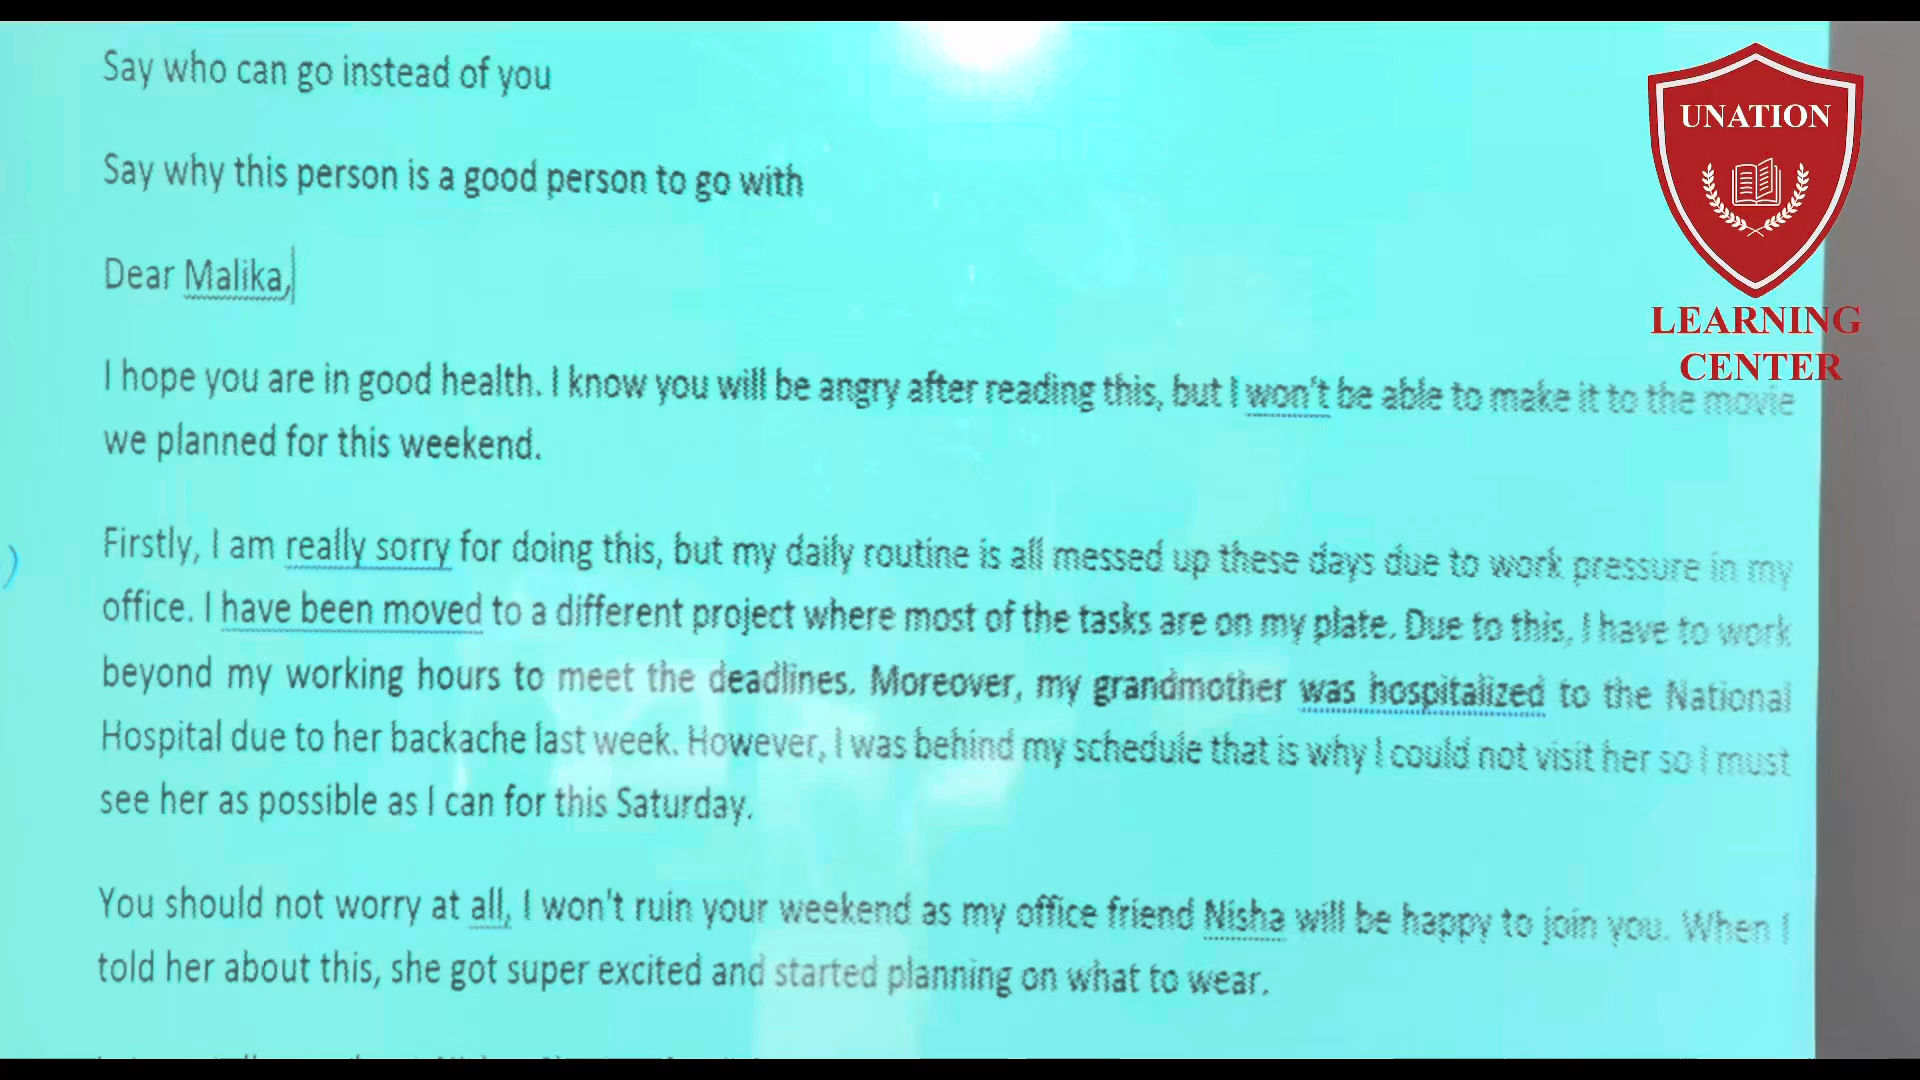 Say who can go instead of you
Say why this person is a good person to go with
Dear Malika,
I hope you are in good health. I know you will be angry after reading this, but I won't be able to make it to the movie
we planned for this weekend.
Firstly, I am really sorry for doing this, but my daily routine is all messed up these days due to work pressure in my
office. I have been moved to a different project where most of the tasks are on my plate. Due to this, I have to work
beyond my working hours to meet the deadlines. Moreover, my grandmother was hospitalized to the National
Hospital due to her backache last week. However, I was behind my schedule that is why I could not visit her so I must
see her as possible as I can for this Saturday.
You should not worry at all, I won't ruin your weekend as my office friend Nisha will be happy to join you. When I
told her about this, she got super excited and started planning on what to wear.
UNATION
LEARNING
CENTER